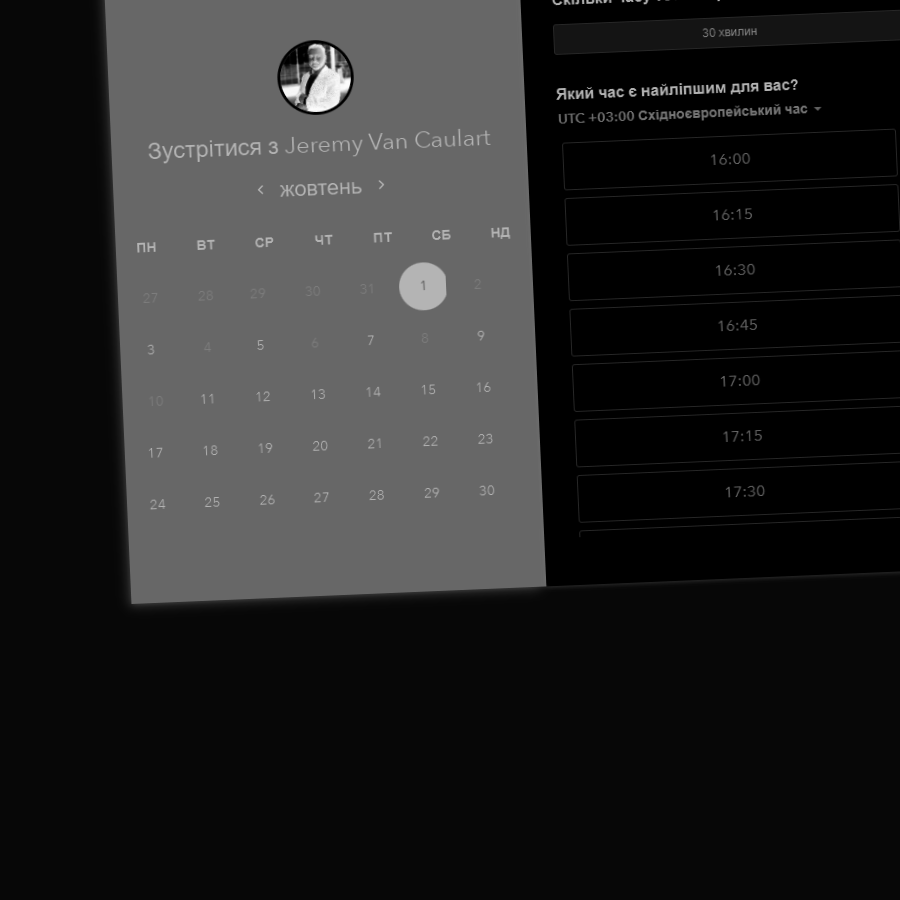 Зустрітися з Jeremy Van Caulart
жовтень
ПН ВТ СР ЧТ ПТ СБ НД
27 28 29 30 31 1 2
3 4 5 6 7 8 9
10 11 12 13 14 15 16
17 18 19 20 21 22 23
24 25 26 27 28 29 30
30 хвилин
Який час є найліпшим для вас?
UTC +03:00 Східноєвропейський час
16:00
16:15
16:30
16:45
17:00
17:15
17:30